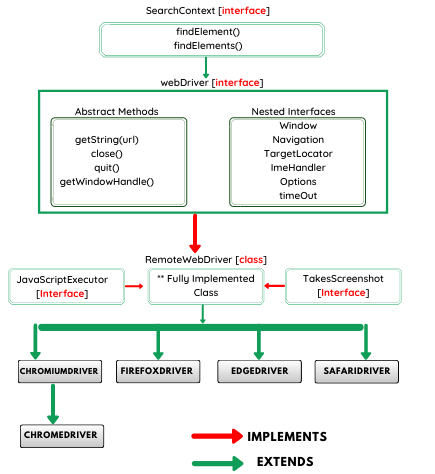 SearchContext [interface]
findElement()
findElements()
webDriver [interface]
Abstract Methods
getString(url)
close()
quit()
getWindowHandle()
Nested Interfaces
Window
Navigation
TargetLocator
ImeHandler
Options
timeOut
RemoteWebDriver [class]
JavaScriptExecutor
[Interface]
** Fully Implemented
Class
TakesScreenshot
[Interface]
CHROMIUMDRIVER
FIREFOXDRIVER
EDGEDRIVER
SAFARIDRIVER
CHROMEDRIVER
IMPLEMENTS
EXTENDS